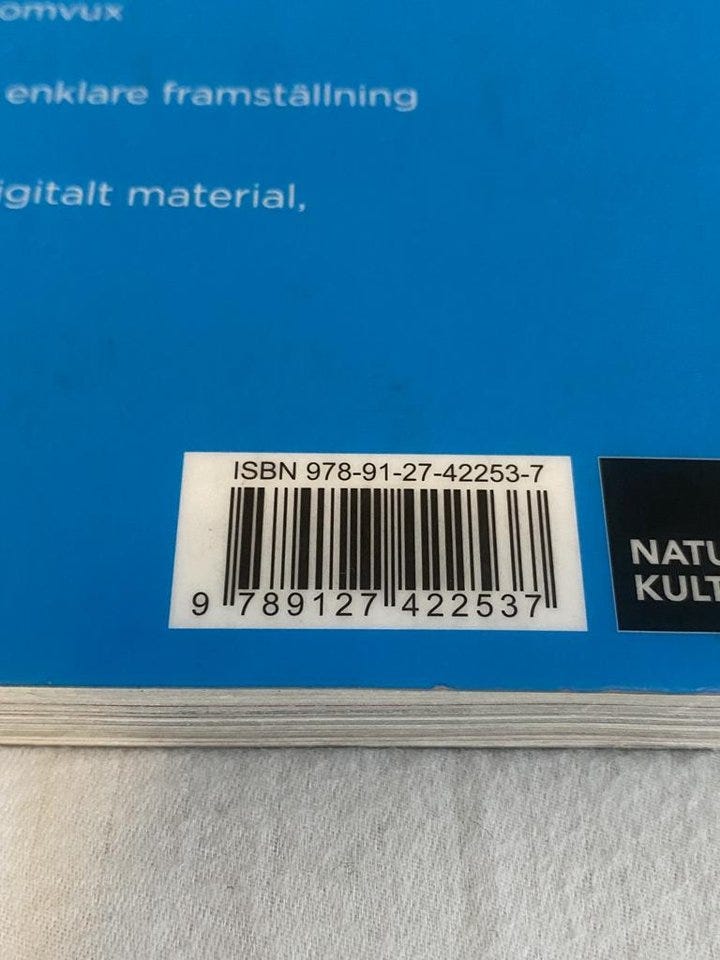 omvux
enklare framställning
igitalt material,
ISBN 978-91-27-42253-7
9 789127 422537
NATU
KULT